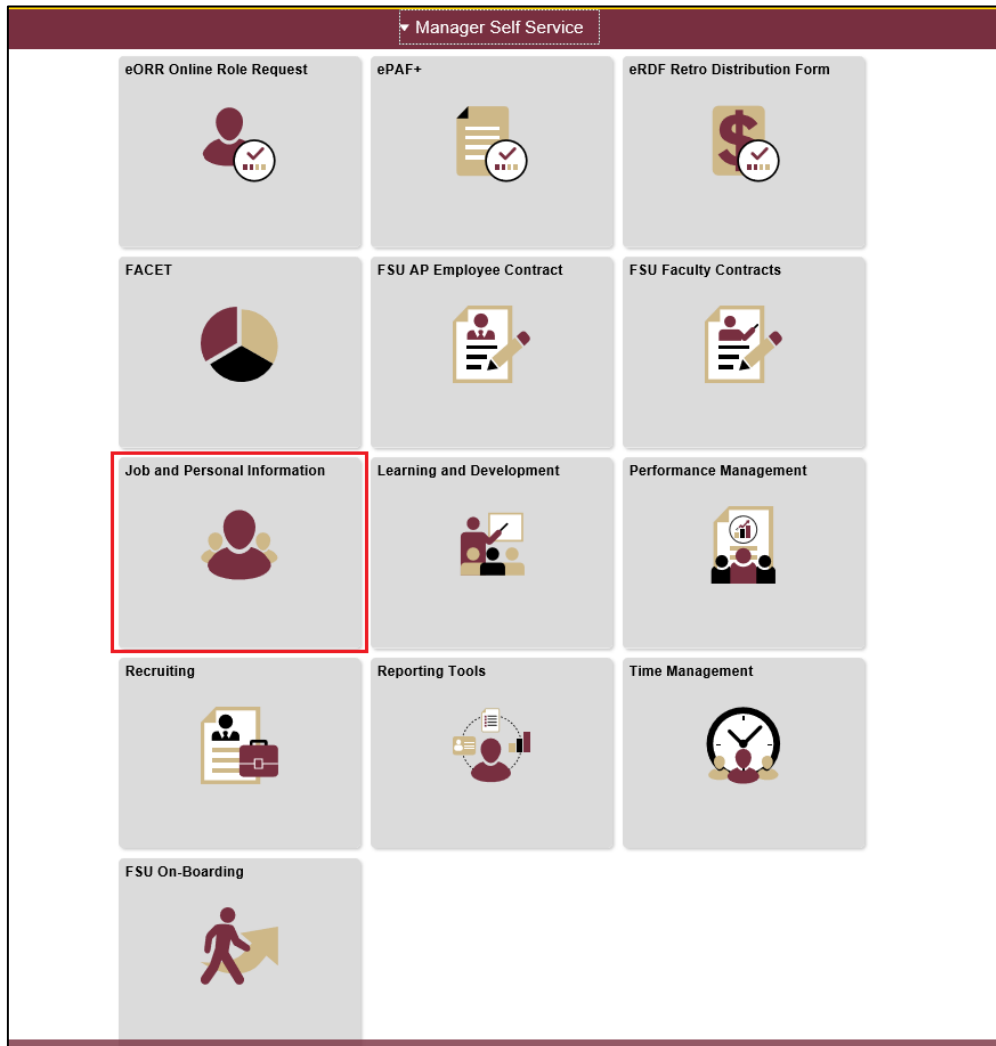 Manager Self Service
eORR Online Role Request
ePAF+
eRDF Retro Distribution Form
FACET
FSU AP Employee Contract
FSU Faculty Contracts
Job and Personal Information
Learning and Development
Performance Management
Recruiting
Reporting Tools
Time Management
FSU On-Boarding